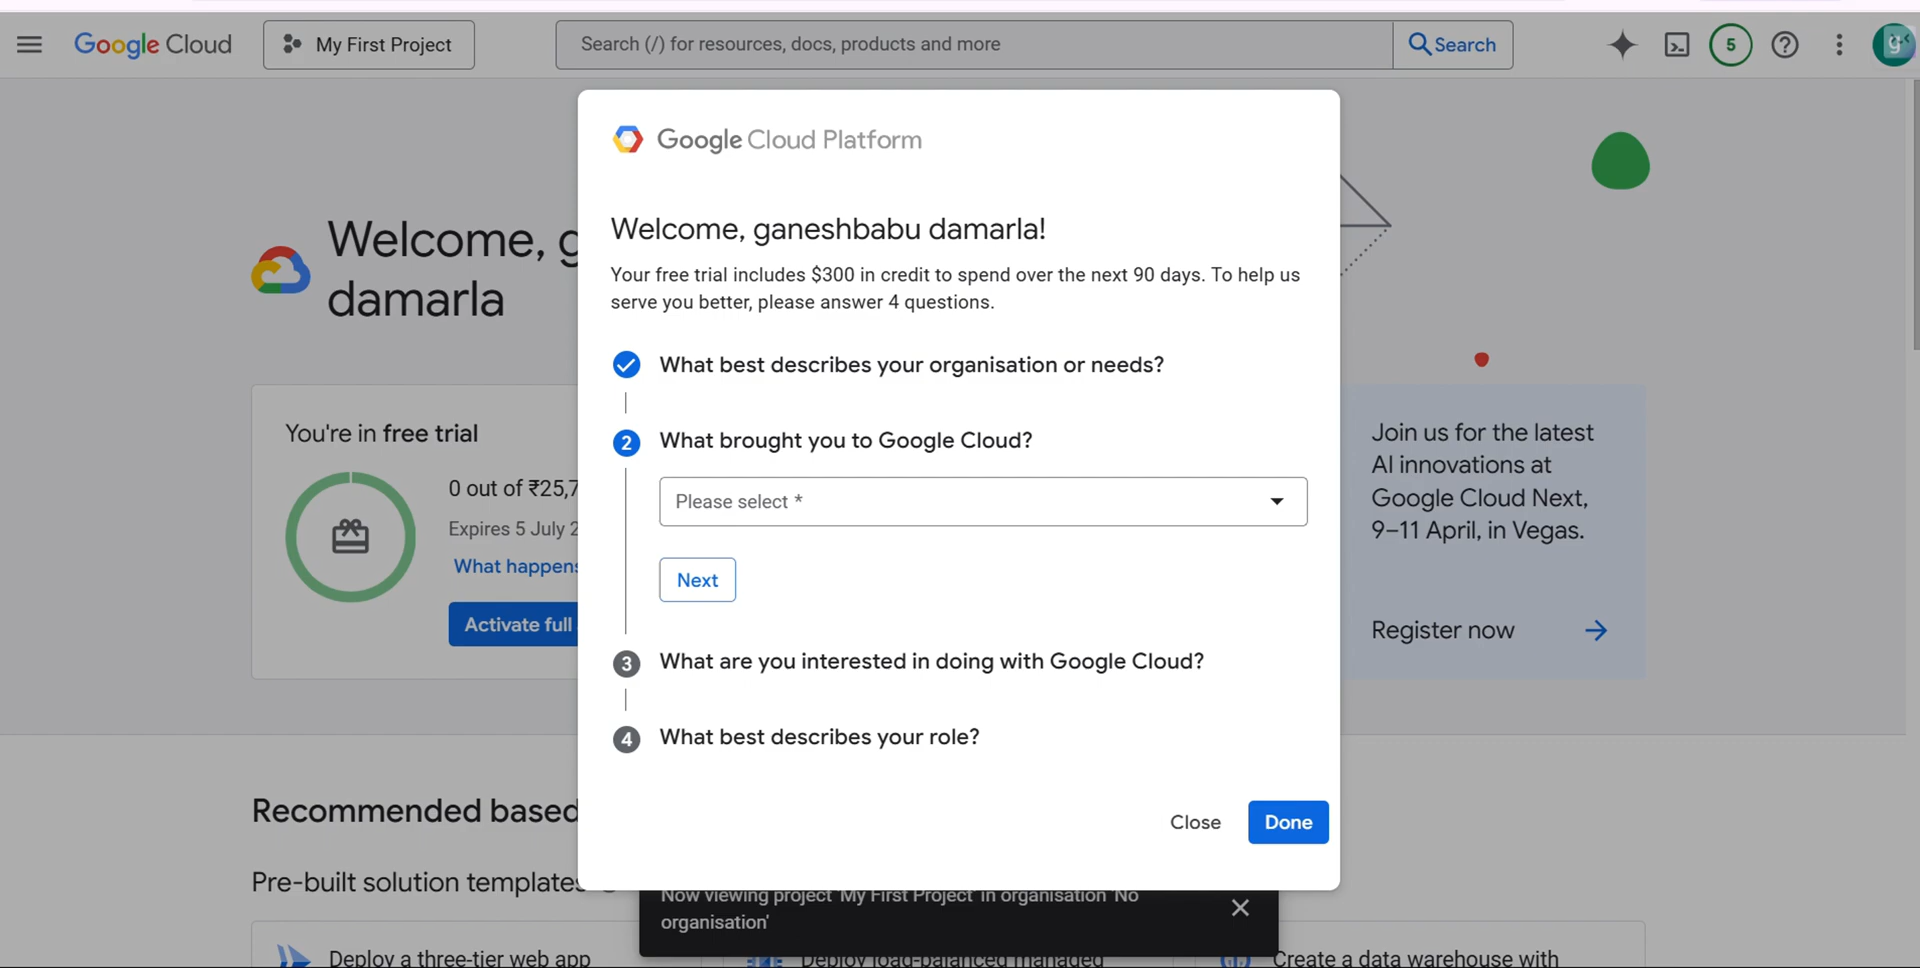 Google Cloud
My First Project
Search (/) for resources, docs, products and more
Search
5
g
Welcome, g
damarla
You're in free trial
0 out of ₹25,7
Expires 5 July 2
What happens
Activate full
Google Cloud Platform
Welcome, ganeshbabu damarla!
Your free trial includes $300 in credit to spend over the next 90 days. To help us
serve you better, please answer 4 questions.
What best describes your organisation or needs?
2 What brought you to Google Cloud?
Please select *
Next
3 What are you interested in doing with Google Cloud?
4 What best describes your role?
Close
Done
Join us for the latest
AI innovations at
Google Cloud Next,
9–11 April, in Vegas.
Register now
Recommended based
Pre-built solution templates
Now viewing project 'My First Project' in organisation 'No
organisation'
Deploy a three-tier web app
Deploy load-balanced managed
Create a data warehouse with